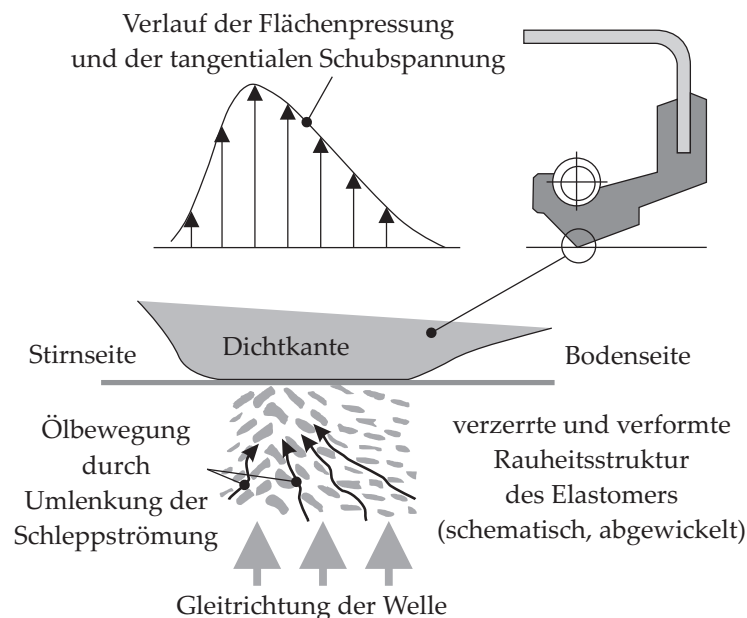 Verlauf der Flächenpressung
und der tangentialen Schubspannung
Dichtkante
Stirnseite
Bodenseite
Ölbewegung
durch
Umlenkung der
Schleppströmung
verzerrte und verformte
Rauheitsstruktur
des Elastomers
(schematisch, abgewickelt)
Gleitrichtung der Welle